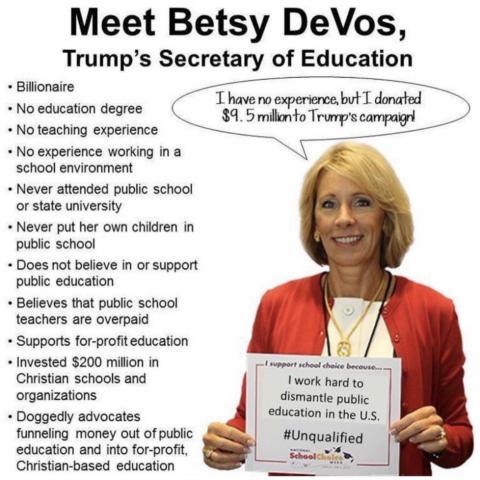 Meet Betsy DeVos,
Trump's Secretary of Education
• Billionaire
• No education degree
• No teaching experience
• No experience working in a
school environment
• Never attended public school
or state university
• Never put her own children in
public school
• Does not believe in or support
public education
• Believes that public school
teachers are overpaid
• Supports for-profit education
• Invested $200 million in
Christian schools and
organizations
• Doggedly advocates
funneling money out of public
education and into for-profit,
Christian-based education
I have no experience, but I donated
$9.5 million to Trump's campaign!
I support school choice because...
I work hard to
dismantle public
education in the U.S.
#Unqualified
NATIONAL
SchoolChoice
WEEK